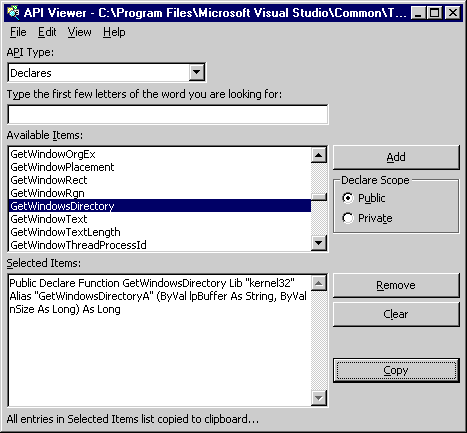 API Viewer - C:\Program Files\Microsoft Visual Studio\Common\T...
File Edit View Help
API Type:
Declares
Type the first few letters of the word you are looking for:
Available Items:
GetWindowOrgEx
GetWindowPlacement
GetWindowRect
GetWindowRgn
GetWindowsDirectory
GetWindowText
GetWindowTextLength
GetWindowThreadProcessId
Add
Declare Scope
Public
Private
Selected Items:
Public Declare Function GetWindowsDirectory Lib "kernel32"
Alias "GetWindowsDirectoryA" (ByVal lpBuffer As String, ByVal
nSize As Long) As Long
Remove
Clear
Copy
All entries in Selected Items list copied to clipboard...